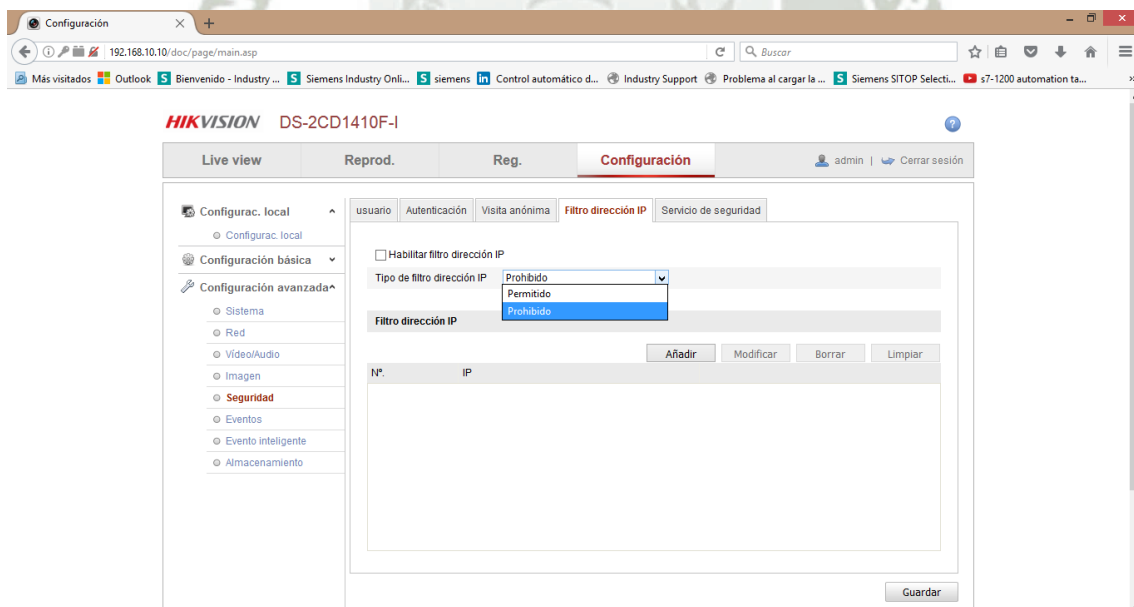 Configuración
192.168.10.10/doc/page/main.asp
Buscar
Más visitados Outlook Bienvenido - Industry ... Siemens Industry Onli... siemens Control automático d... Industry Support Problema al cargar la ... Siemens SITOP Selecti... s7-1200 automation ta...
HIKVISION DS-2CD1410F-I
Live view Reprod. Reg. Configuración admin | Cerrar sesión
Configurac. local
Configurac. local
Configuración básica
Configuración avanzada
Sistema
Red
Vídeo/Audio
Imagen
Seguridad
Eventos
Evento inteligente
Almacenamiento
usuario Autenticación Visita anónima Filtro dirección IP Servicio de seguridad
Habilitar filtro dirección IP
Tipo de filtro dirección IP Prohibido
Permitido
Prohibido
Filtro dirección IP
Añadir Modificar Borrar Limpiar
Nº. IP
Guardar